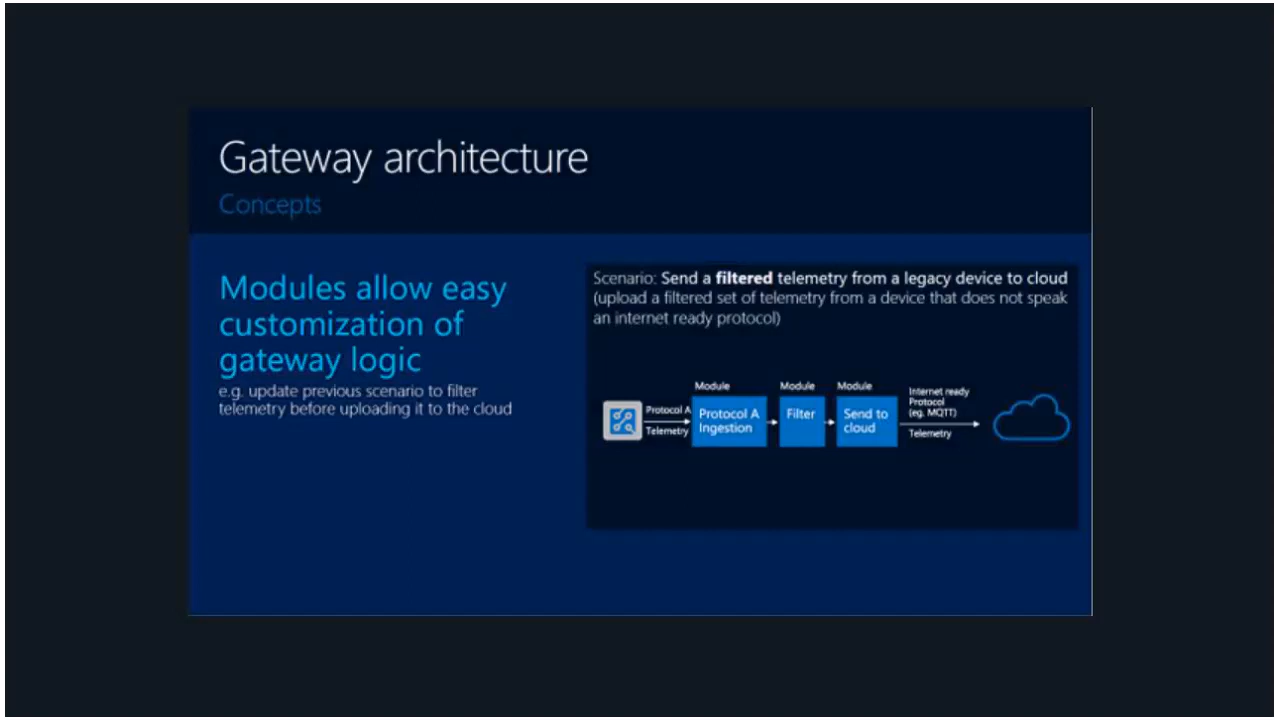 Gateway architecture
Concepts
Modules allow easy
customization of
gateway logic
e.g. update previous scenario to filter
telemetry before uploading it to the cloud
Scenario: Send a filtered telemetry from a legacy device to cloud
(upload a filtered set of telemetry from a device that does not speak
an internet ready protocol)
Protocol A
Telemetry
Module
Protocol A
Ingestion
Module
Filter
Module
Send to
cloud
Internet ready
Protocol
(eg. MQTT)
Telemetry